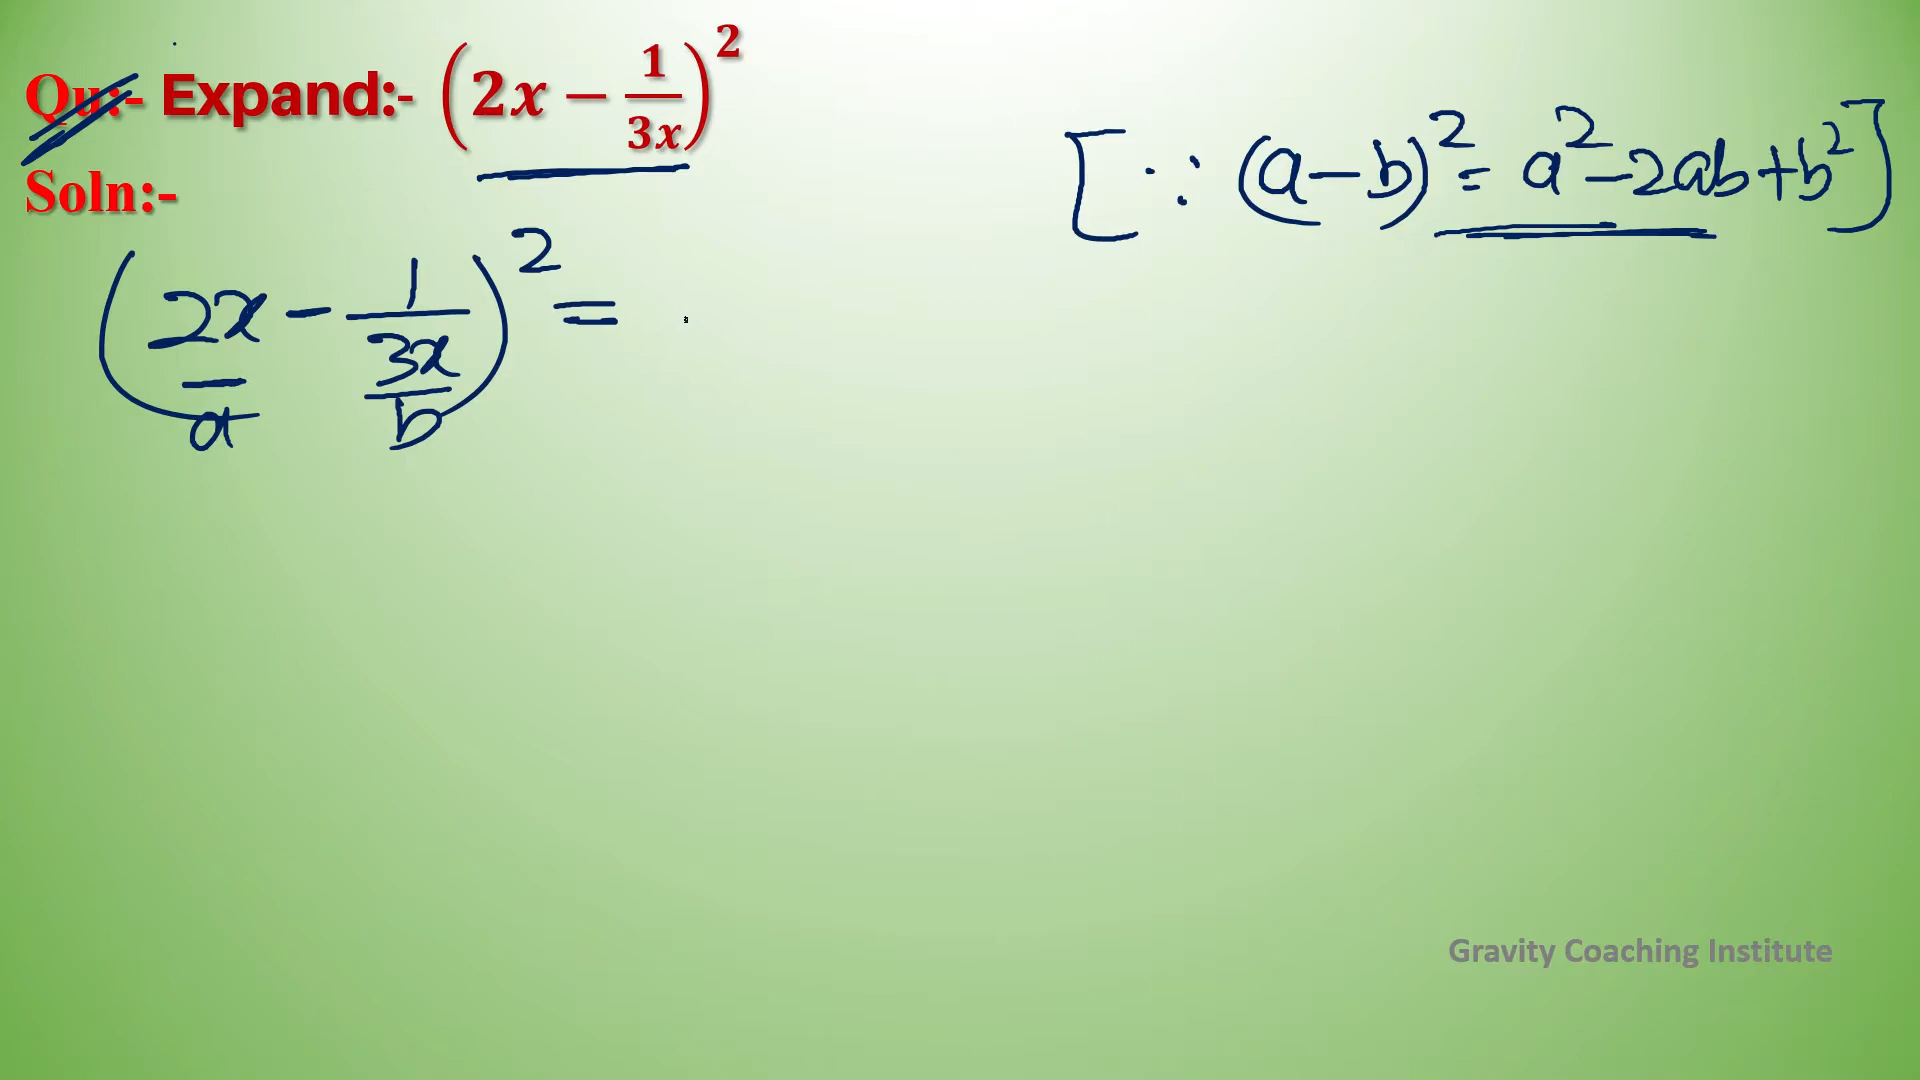 Qu:- Expand:- (2x − 1/3x)²
[∵ (a − b)² = a² − 2ab + b²]
Soln:-
(2x − 1/3x)² =
a b
Gravity Coaching Institute